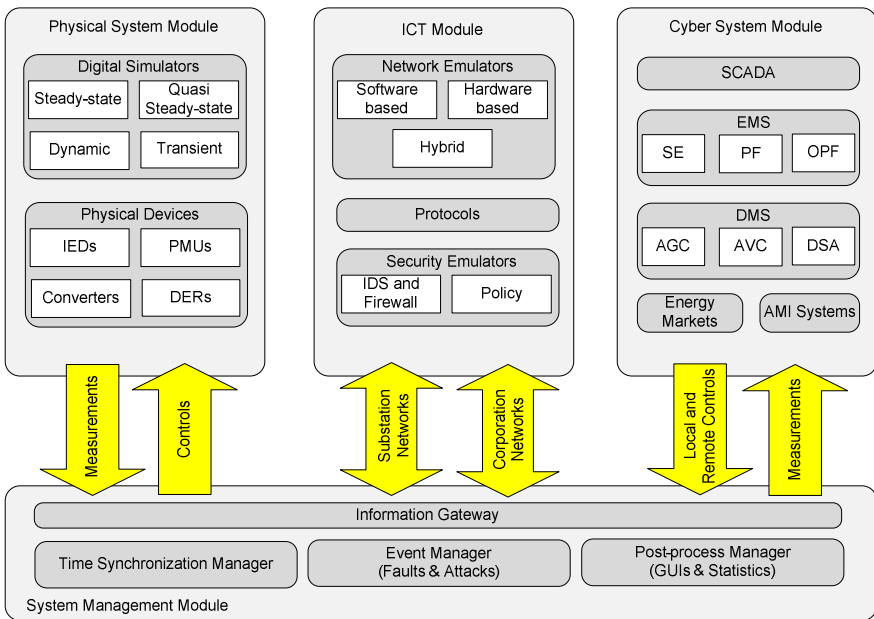 Physical System Module
Digital Simulators
Steady-state
Quasi
Steady-state
Dynamic
Transient
Physical Devices
IEDs
PMUs
Converters
DERs
ICT Module
Network Emulators
Software
based
Hardware
based
Hybrid
Protocols
Security Emulators
IDS and
Firewall
Policy
Cyber System Module
SCADA
EMS
SE
PF
OPF
DMS
AGC
AVC
DSA
Energy
Markets
AMI Systems
Measurements
Controls
Substation
Networks
Corporation
Networks
Local and
Remote Controls
Measurements
Information Gateway
Time Synchronization Manager
Event Manager
(Faults & Attacks)
Post-process Manager
(GUIs & Statistics)
System Management Module